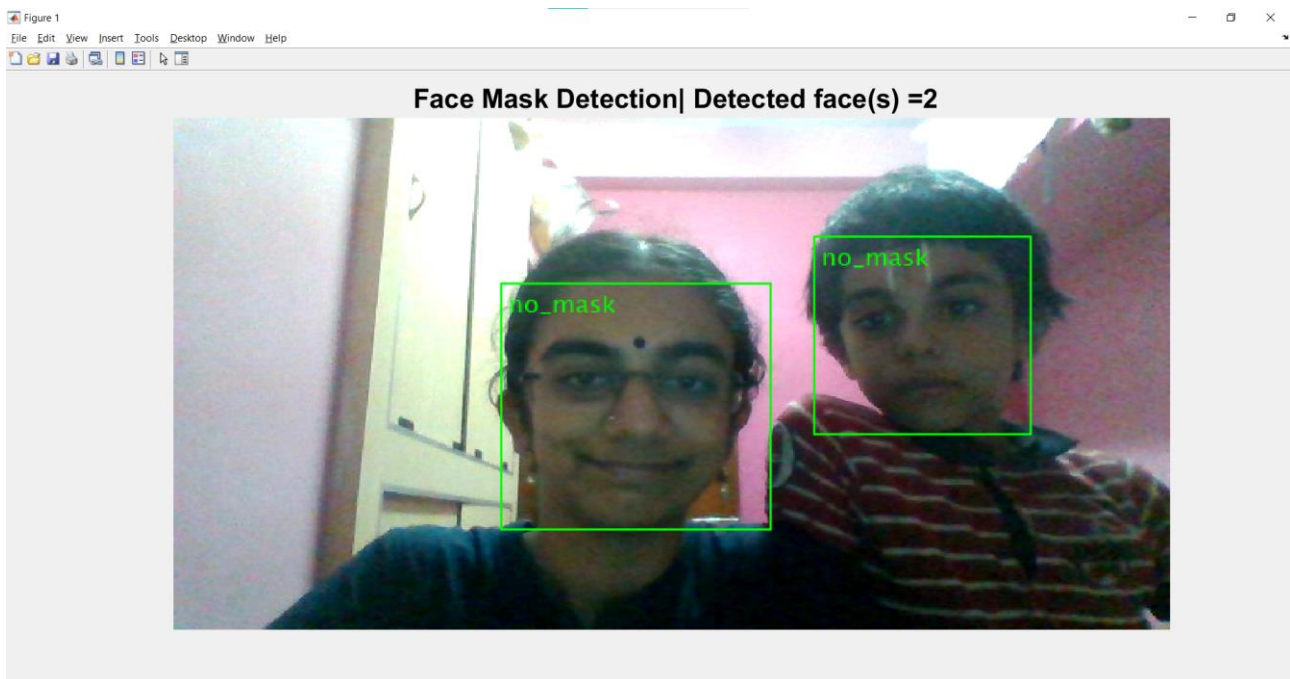 Figure 1
File Edit View Insert Tools Desktop Window Help
Face Mask Detection| Detected face(s) =2
no_mask
no_mask